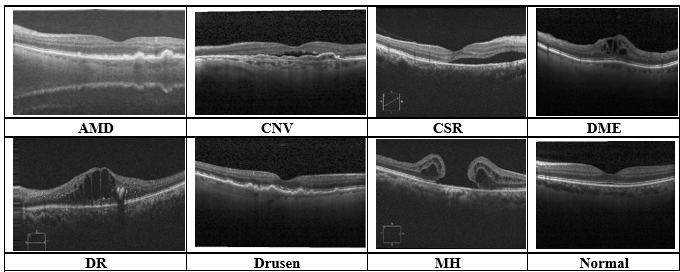 AMD
CNV
CSR
DME
DR
Drusen
MH
Normal